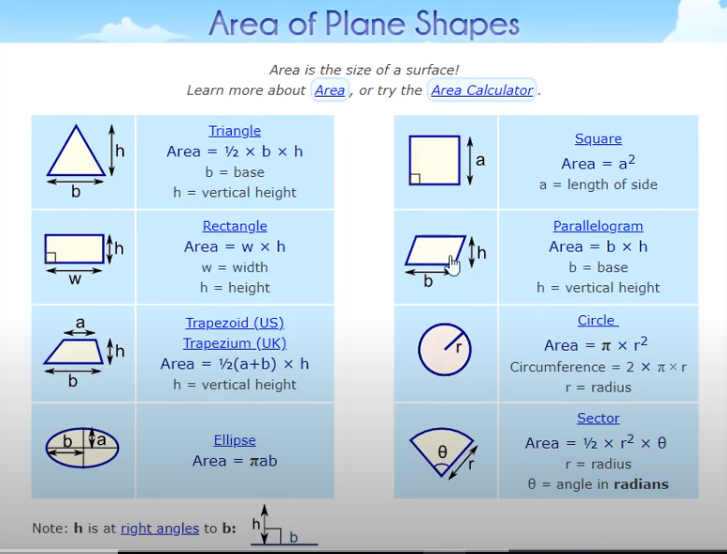 Area of Plane Shapes
Area is the size of a surface!
Learn more about Area, or try the Area Calculator.
h
b
Triangle
Area = ½ × b × h
b = base
h = vertical height
a
Square
Area = a²
a = length of side
h
w
Rectangle
Area = w × h
w = width
h = height
h
b
Parallelogram
Area = b × h
b = base
h = vertical height
a
h
b
Trapezoid (US)
Trapezium (UK)
Area = ½(a+b) × h
h = vertical height
r
Circle
Area = π × r²
Circumference = 2 × π × r
r = radius
b a
Ellipse
Area = πab
θ
r
Sector
Area = ½ × r² × θ
r = radius
θ = angle in radians
Note: h is at right angles to b:
h
b